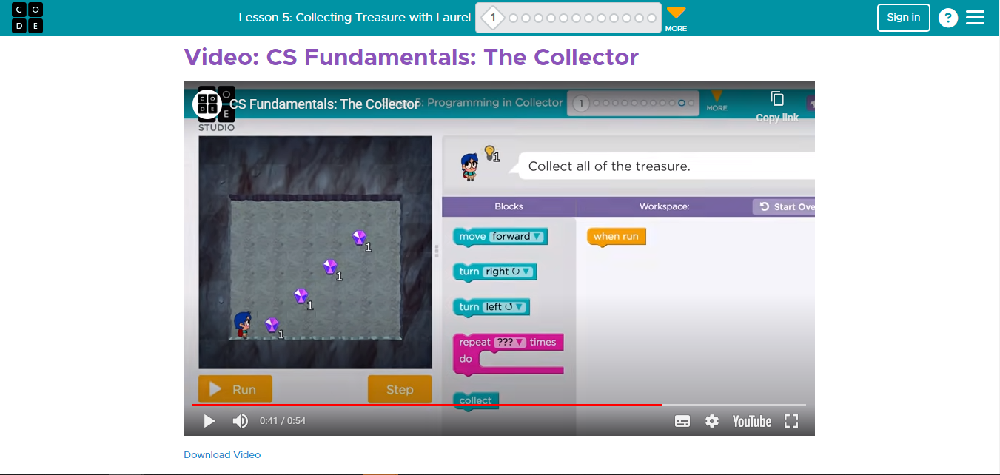 C O
D E
Lesson 5: Collecting Treasure with Laurel
1
MORE
Sign in
?
Video: CS Fundamentals: The Collector
CS Fundamentals: The Collector
5: Programming in Collector
1
MORE
Copy link
STUDIO
1
Collect all of the treasure.
Blocks
Workspace:
Start Ove
move forward
when run
turn right
turn left
repeat ??? times
do
collect
1
1
1
1
Run
Step
0:41 / 0:54
YouTube
Download Video